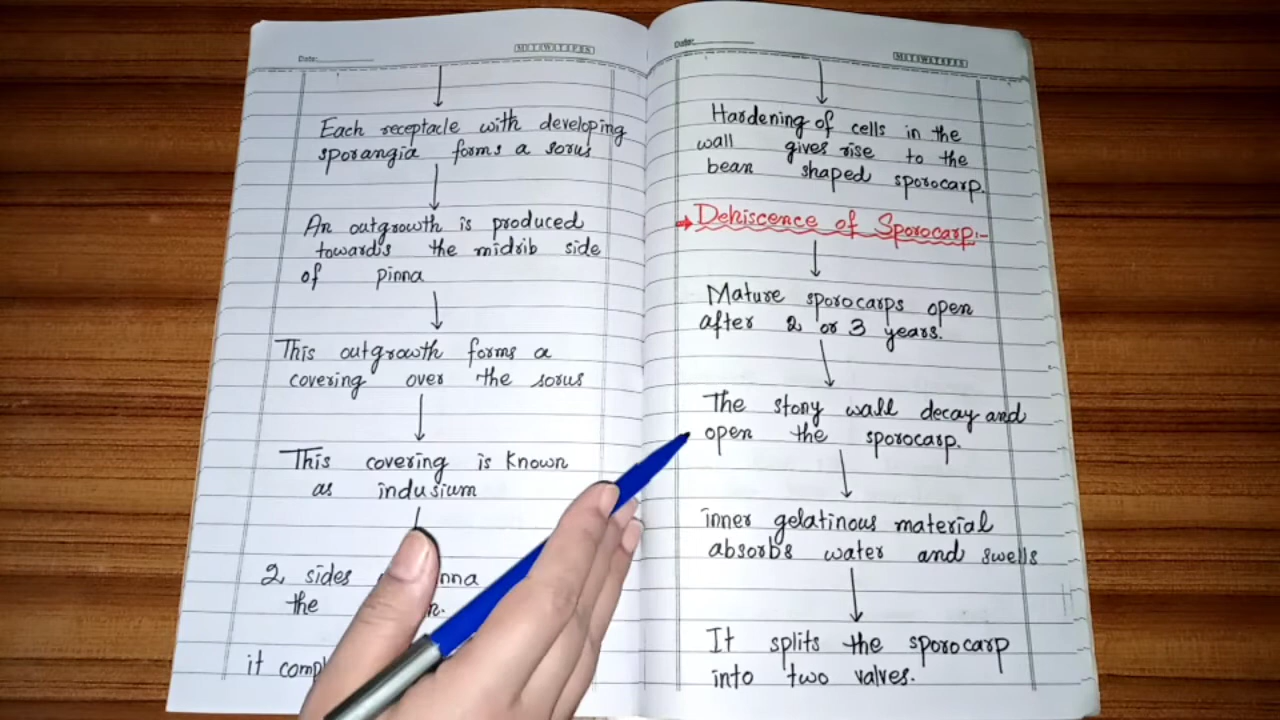 Date:
M T W T F S S
Each receptacle with developing
sporangia forms a sorus
An outgrowth is produced
towards the midrib side
of pinna
This outgrowth forms a
covering over the sorus
This covering is known
as indusium
2 sides
the
it
Date:
M T W T F S S
Hardening of cells in the
wall gives rise to the
bean shaped sporocarp.
Dehiscence of Sporocarp:-
Mature sporocarps open
after 2 or 3 years.
The stony wall decay and
open the sporocarp.
inner gelatinous material
absorbs water and swells
It splits the sporocarp
into two valves.